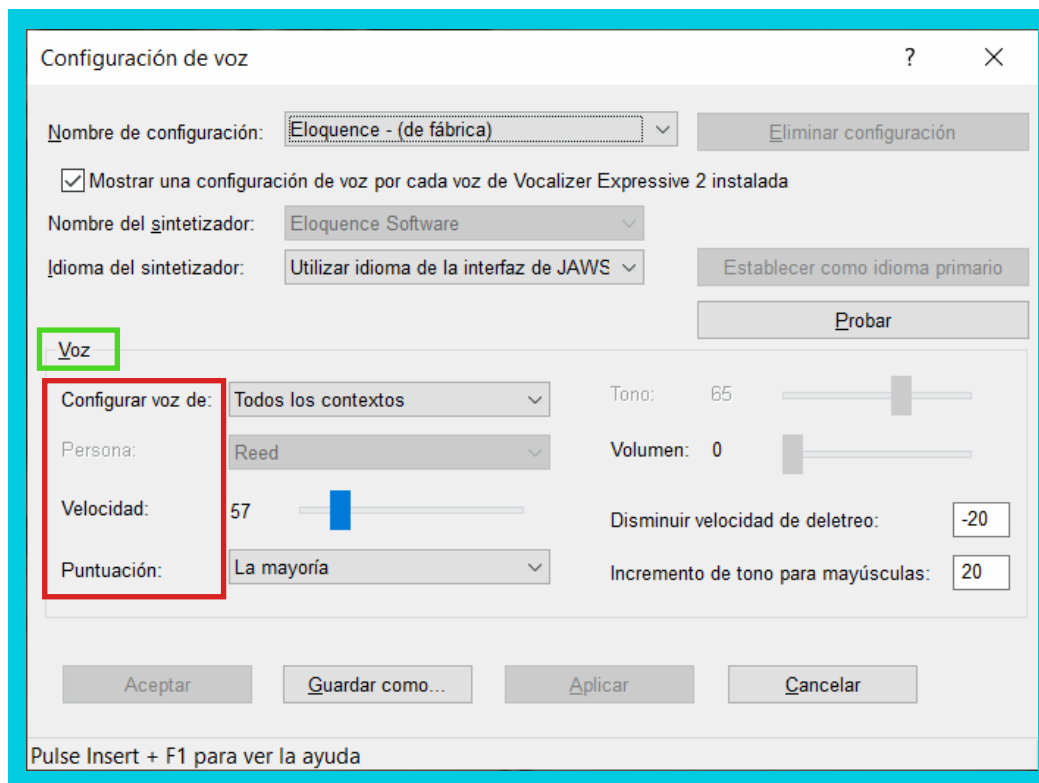 Configuración de voz ?
Nombre de configuración: Eloquence - (de fábrica) Eliminar configuración
Mostrar una configuración de voz por cada voz de Vocalizer Expressive 2 instalada
Nombre del sintetizador: Eloquence Software
Idioma del sintetizador: Utilizar idioma de la interfaz de JAWS Establecer como idioma primario
Probar
Voz
Configurar voz de: Todos los contextos Tono: 65
Persona: Reed Volumen: 0
Velocidad: 57 Disminuir velocidad de deletreo: -20
Puntuación: La mayoría Incremento de tono para mayúsculas: 20
Aceptar Guardar como... Aplicar Cancelar
Pulse Insert + F1 para ver la ayuda